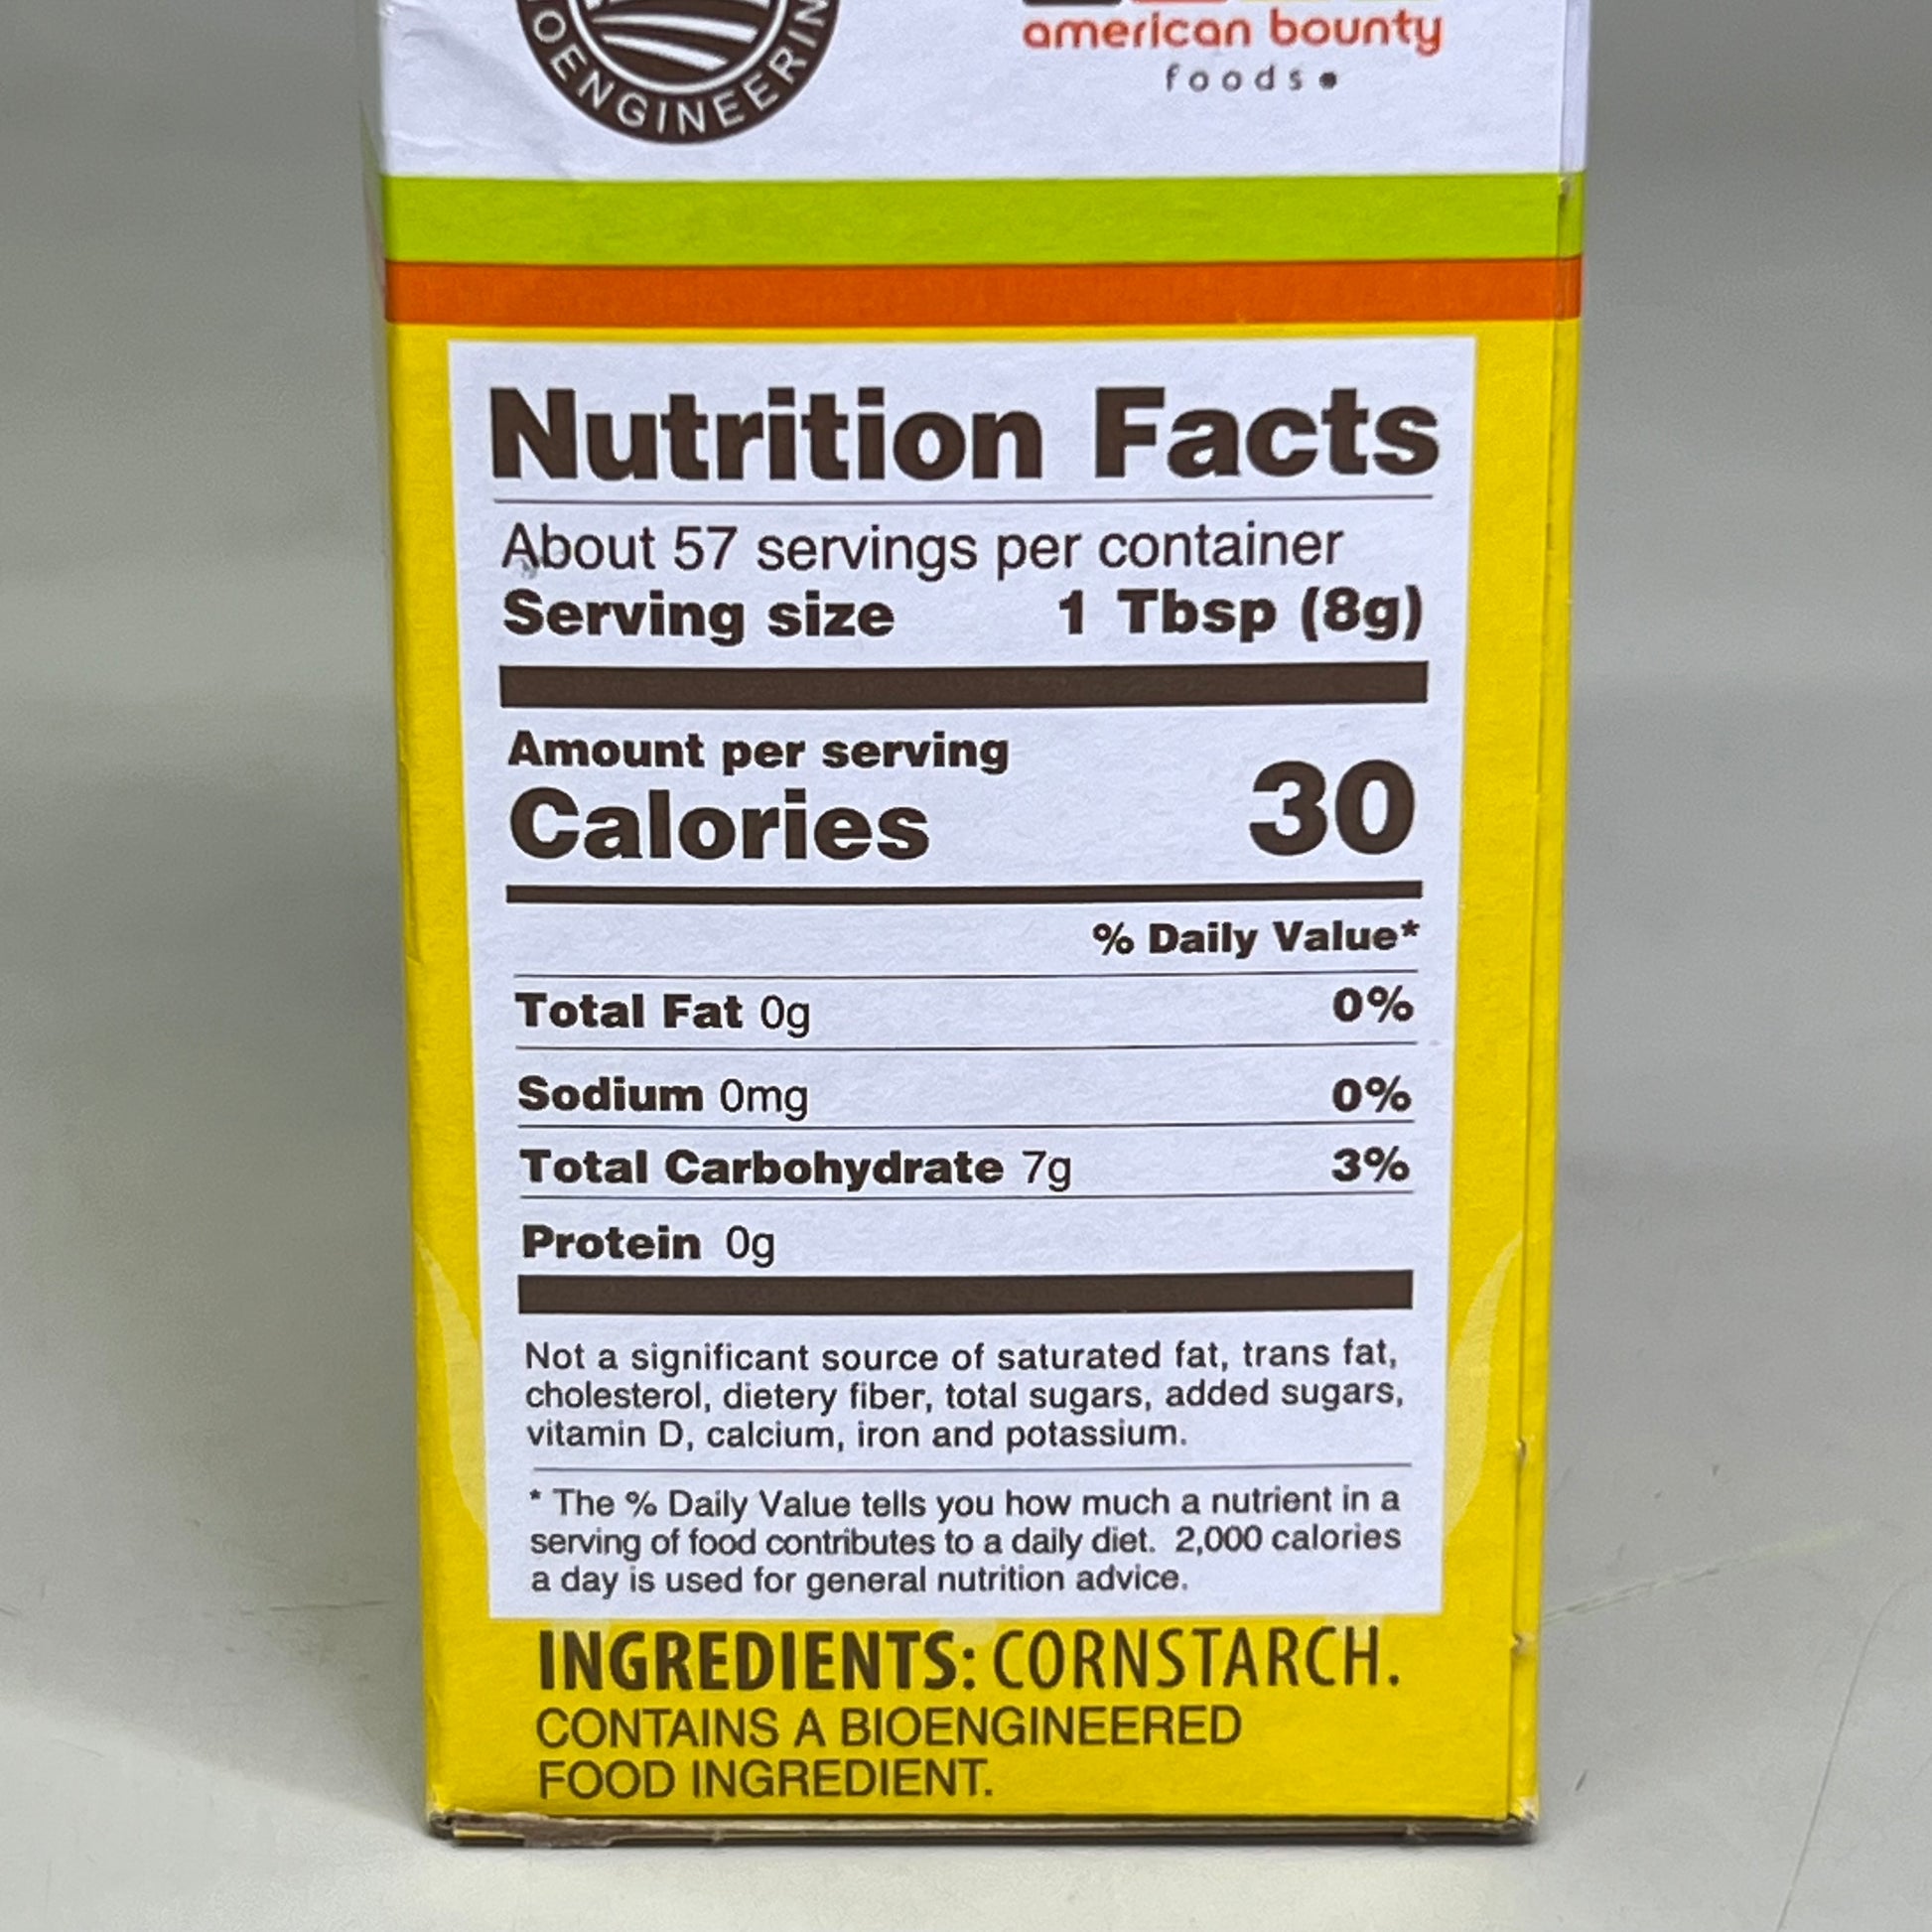 OENGINEERIN
american bounty
foods
Nutrition Facts
About 57 servings per container
Serving size 1 Tbsp (8g)
Amount per serving
Calories 30
% Daily Value*
Total Fat 0g 0%
Sodium 0mg 0%
Total Carbohydrate 7g 3%
Protein 0g
Not a significant source of saturated fat, trans fat,
cholesterol, dietery fiber, total sugars, added sugars,
vitamin D, calcium, iron and potassium.
* The % Daily Value tells you how much a nutrient in a
serving of food contributes to a daily diet. 2,000 calories
a day is used for general nutrition advice.
INGREDIENTS: CORNSTARCH.
CONTAINS A BIOENGINEERED
FOOD INGREDIENT.